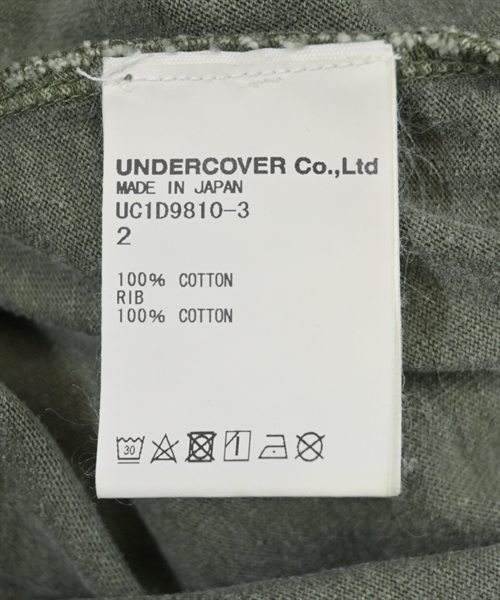 UNDERCOVER Co.,Ltd
MADE IN JAPAN
UC1D9810-3
2
100% COTTON
RIB
100% COTTON
30